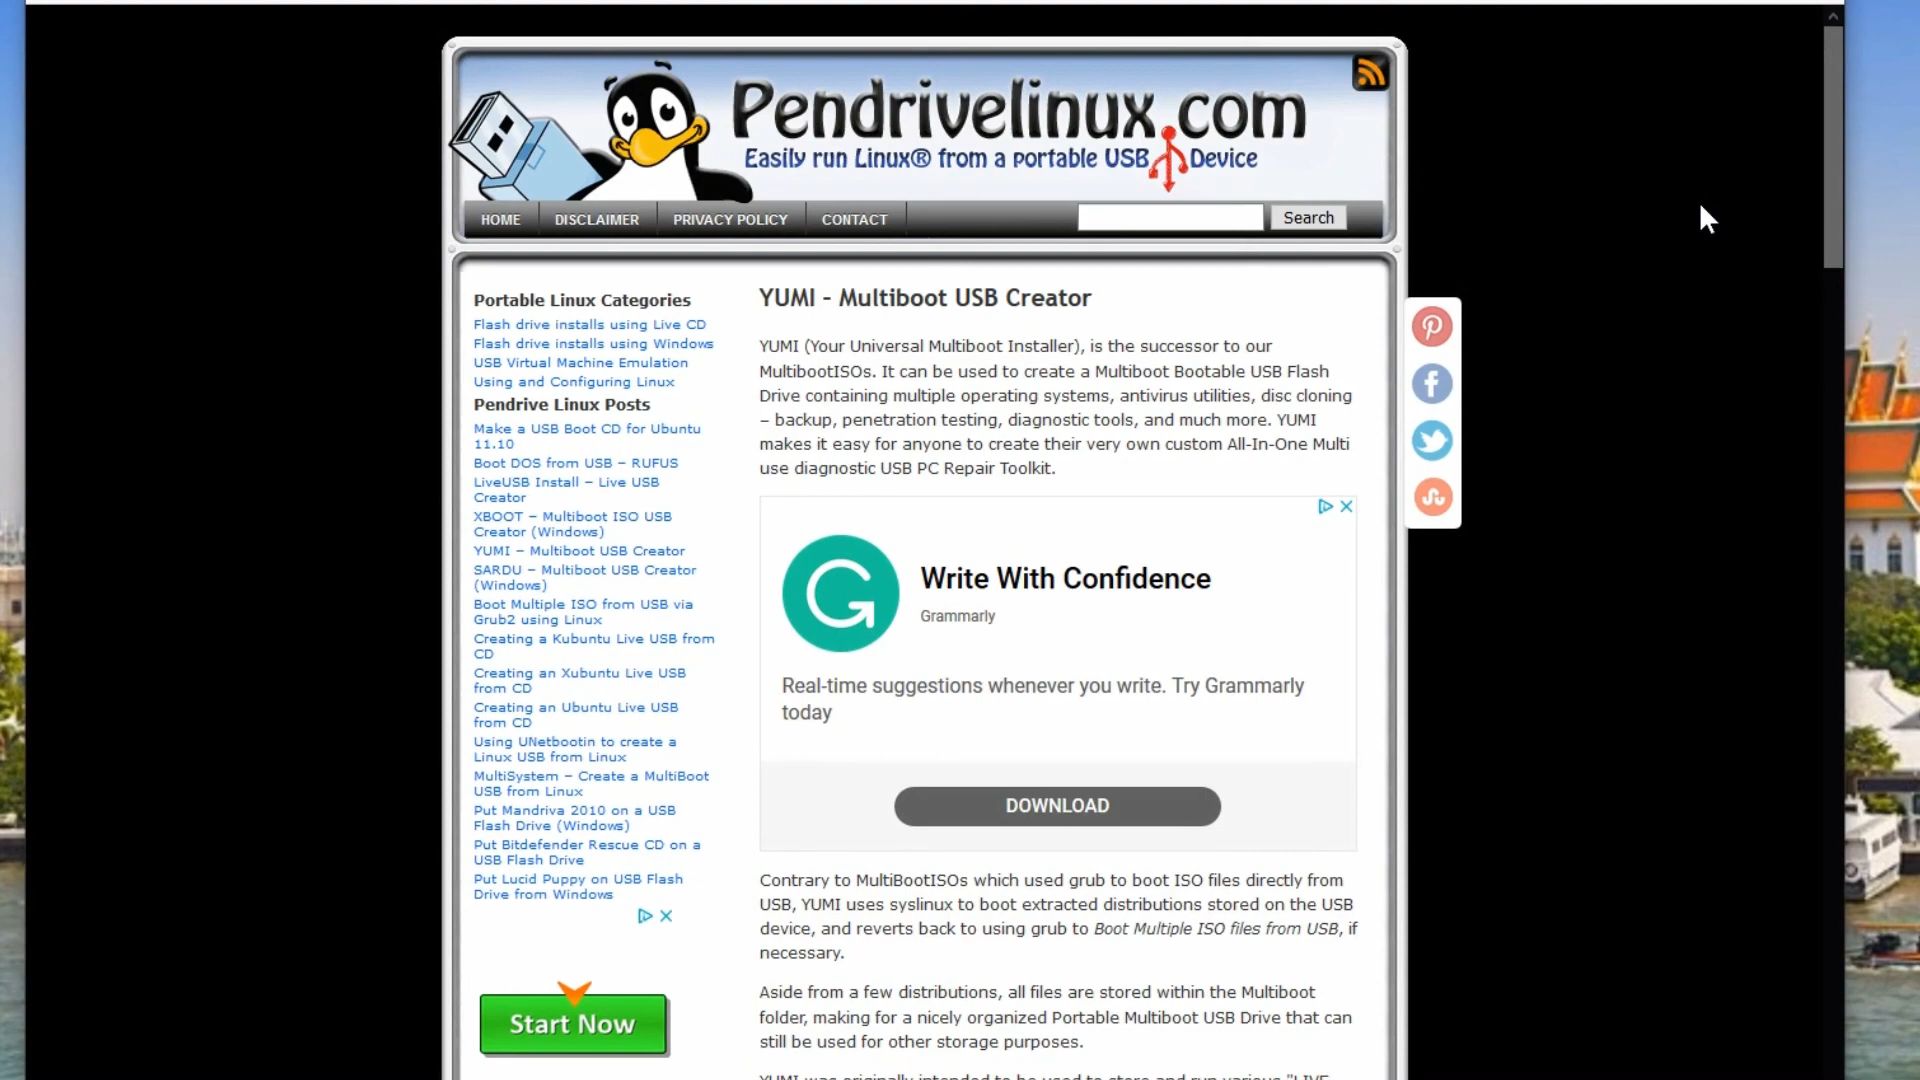 Pendrivelinux.com
Easily run Linux® from a portable USB Device
HOME
DISCLAIMER
PRIVACY POLICY
CONTACT
Search
Portable Linux Categories
Flash drive installs using Live CD
Flash drive installs using Windows
USB Virtual Machine Emulation
Using and Configuring Linux
Pendrive Linux Posts
Make a USB Boot CD for Ubuntu
11.10
Boot DOS from USB – RUFUS
LiveUSB Install – Live USB
Creator
XBOOT – Multiboot ISO USB
Creator (Windows)
YUMI – Multiboot USB Creator
SARDU – Multiboot USB Creator
(Windows)
Boot Multiple ISO from USB via
Grub2 using Linux
Creating a Kubuntu Live USB from
CD
Creating an Xubuntu Live USB
from CD
Creating an Ubuntu Live USB
from CD
Using UNetbootin to create a
Linux USB from Linux
MultiSystem – Create a MultiBoot
USB from Linux
Put Mandriva 2010 on a USB
Flash Drive (Windows)
Put Bitdefender Rescue CD on a
USB Flash Drive
Put Lucid Puppy on USB Flash
Drive from Windows
Start Now
YUMI – Multiboot USB Creator
YUMI (Your Universal Multiboot Installer), is the successor to our
MultibootISOs. It can be used to create a Multiboot Bootable USB Flash
Drive containing multiple operating systems, antivirus utilities, disc cloning
– backup, penetration testing, diagnostic tools, and much more. YUMI
makes it easy for anyone to create their very own custom All-In-One Multi
use diagnostic USB PC Repair Toolkit.
Write With Confidence
Grammarly
Real-time suggestions whenever you write. Try Grammarly
today
DOWNLOAD
Contrary to MultiBootISOs which used grub to boot ISO files directly from
USB, YUMI uses syslinux to boot extracted distributions stored on the USB
device, and reverts back to using grub to Boot Multiple ISO files from USB, if
necessary.
Aside from a few distributions, all files are stored within the Multiboot
folder, making for a nicely organized Portable Multiboot USB Drive that can
still be used for other storage purposes.
YUMI was originally intended to be used to store and run various "LIVE